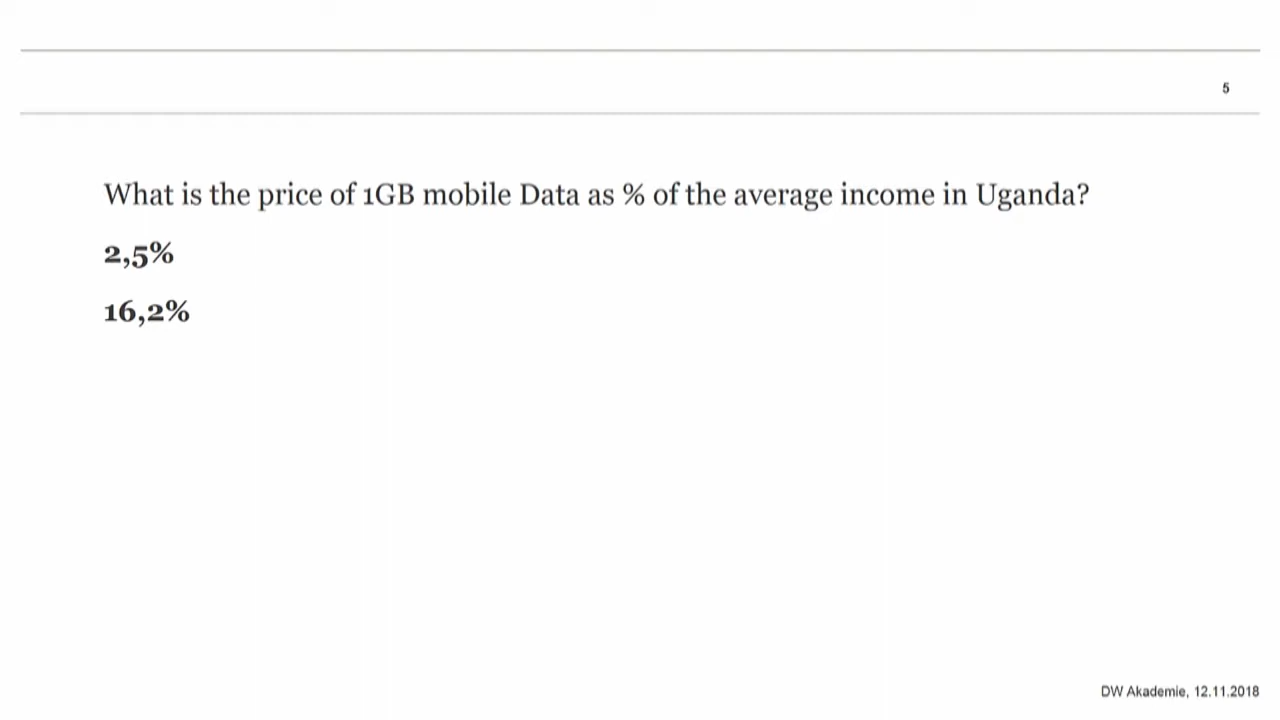 5
What is the price of 1GB mobile Data as % of the average income in Uganda?
2,5%
16,2%
DW Akademie, 12.11.2018